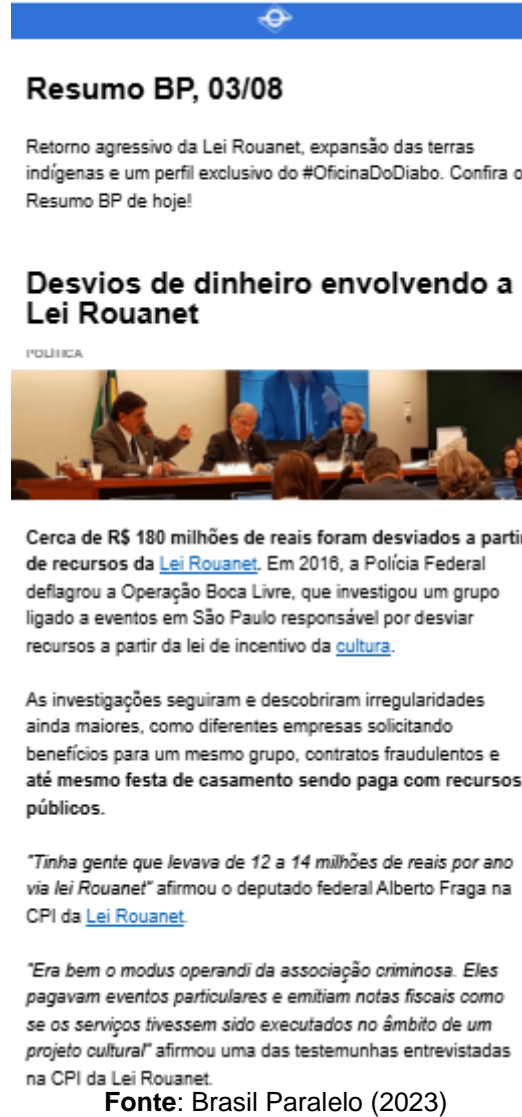 Resumo BP, 03/08
Retorno agressivo da Lei Rouanet, expansão das terras
indígenas e um perfil exclusivo do #OficinaDoDiabo. Confira o
Resumo BP de hoje!
Desvios de dinheiro envolvendo a
Lei Rouanet
POLÍTICA
Cerca de R$ 180 milhões de reais foram desviados a partir
de recursos da Lei Rouanet. Em 2016, a Polícia Federal
deflagrou a Operação Boca Livre, que investigou um grupo
ligado a eventos em São Paulo responsável por desviar
recursos a partir da lei de incentivo da cultura.
As investigações seguiram e descobriram irregularidades
ainda maiores, como diferentes empresas solicitando
benefícios para um mesmo grupo, contratos fraudulentos e
até mesmo festa de casamento sendo paga com recursos
públicos.
"Tinha gente que levava de 12 a 14 milhões de reais por ano
via lei Rouanet" afirmou o deputado federal Alberto Fraga na
CPI da Lei Rouanet.
"Era bem o modus operandi da associação criminosa. Eles
pagavam eventos particulares e emitiam notas fiscais como
se os serviços tivessem sido executados no âmbito de um
projeto cultural" afirmou uma das testemunhas entrevistadas
na CPI da Lei Rouanet.
Fonte: Brasil Paralelo (2023)